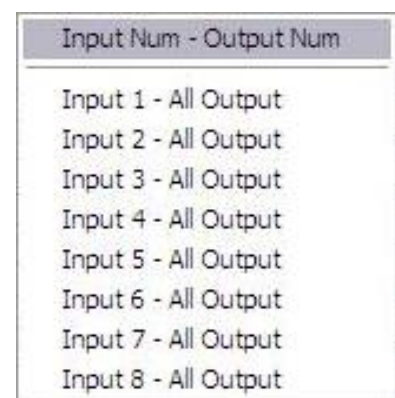 Input Num - Output Num
Input 1 - All Output
Input 2 - All Output
Input 3 - All Output
Input 4 - All Output
Input 5 - All Output
Input 6 - All Output
Input 7 - All Output
Input 8 - All Output